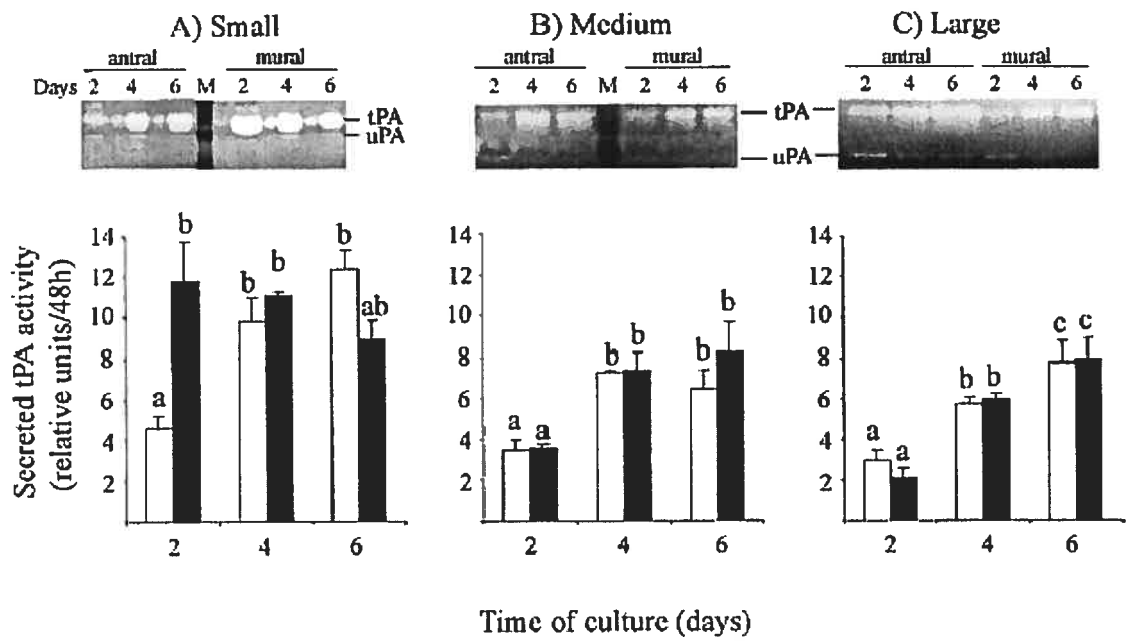 A) Small
B) Medium
C) Large
antral mural
antral mural
antral mural
Days 2 4 6 M 2 4 6
2 4 6 M 2 4 6
2 4 6 2 4 6
tPA
uPA
tPA
uPA
Secreted tPA activity
(relative units/48h)
14
12
10
8
6
4
2
a b b b b ab
2 4 6
14
12
10
8
6
4
2
a a b b b b
2 4 6
14
12
10
8
6
4
2
a a b b c c
2 4 6
Time of culture (days)